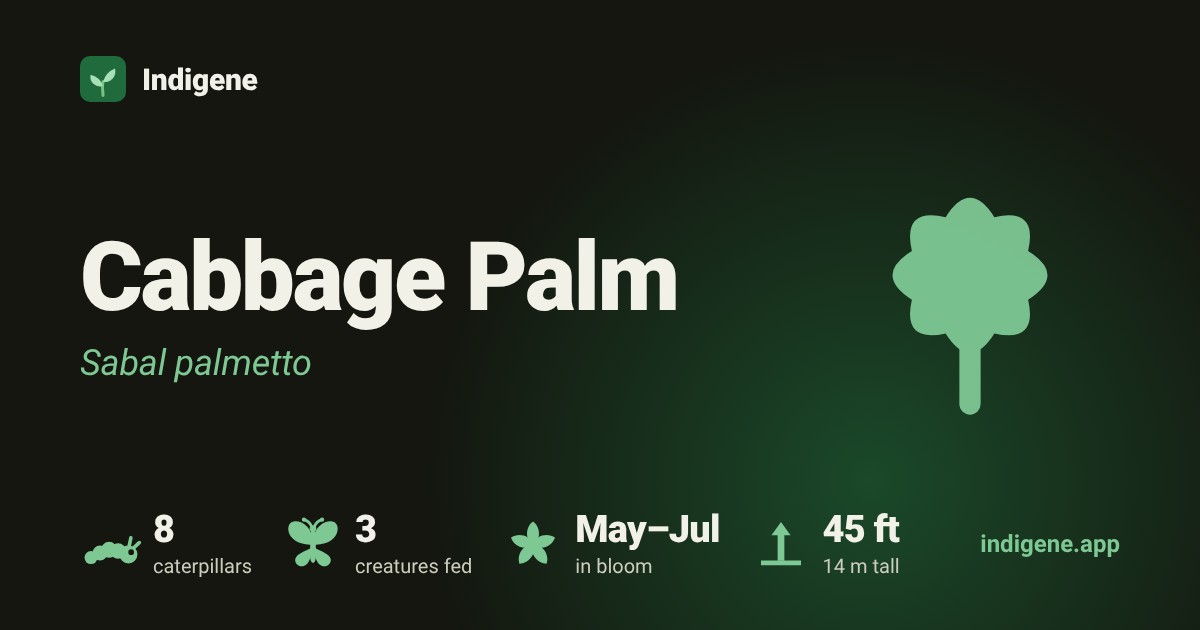 Indigene
Cabbage Palm
Sabal palmetto
8
caterpillars
3
creatures fed
May–Jul
in bloom
45 ft
14 m tall
indigene.app